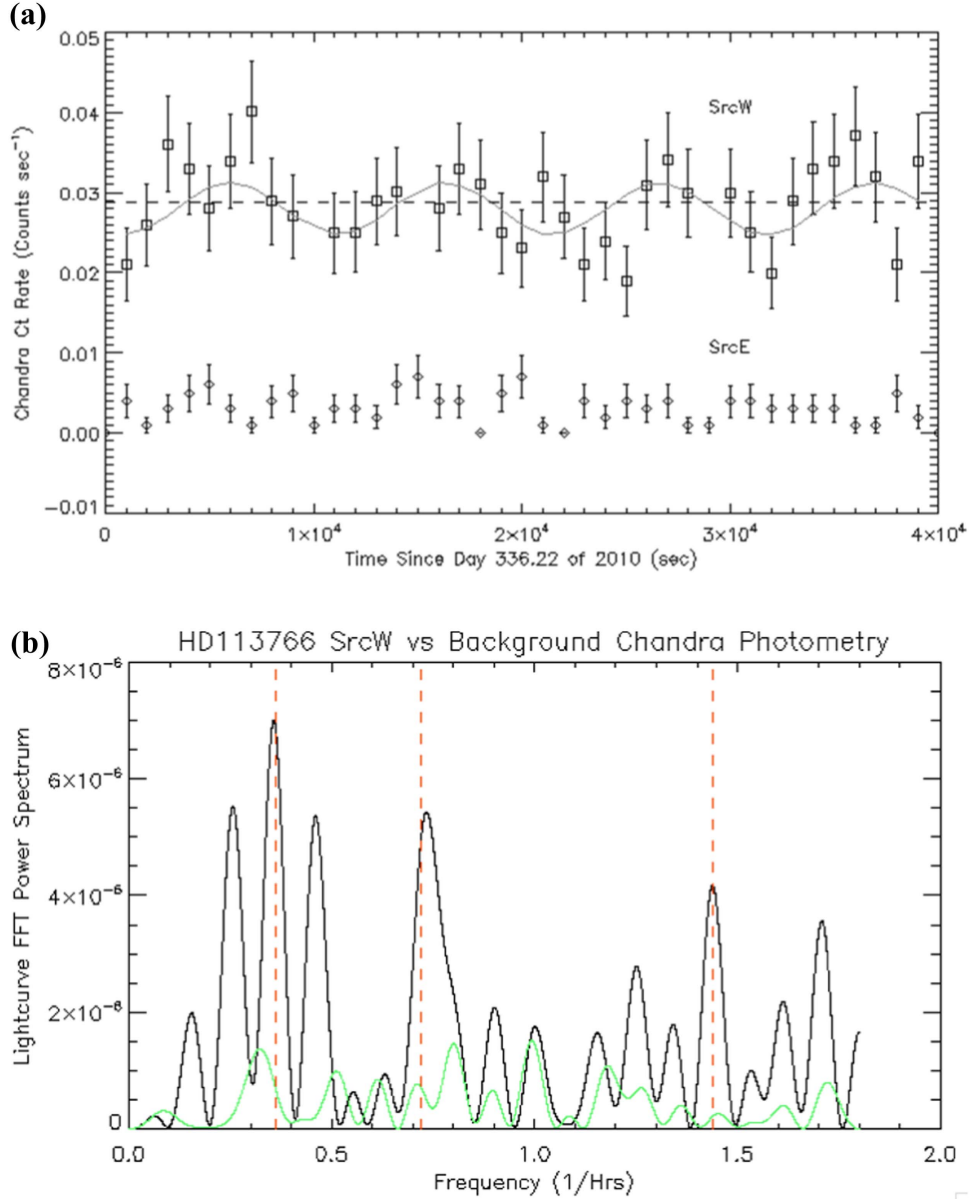 (a)
0.05
0.04
0.03
0.02
0.01
0.00
−0.01
Chandra Ct Rate (Counts sec⁻¹)
SrcW
SrcE
0
1×10⁴
2×10⁴
3×10⁴
4×10⁴
Time Since Day 336.22 of 2010 (sec)
(b)
HD113766 SrcW vs Background Chandra Photometry
8×10⁻⁶
6×10⁻⁶
4×10⁻⁶
2×10⁻⁶
0
Lightcurve FFT Power Spectrum
0.0
0.5
1.0
1.5
2.0
Frequency (1/Hrs)